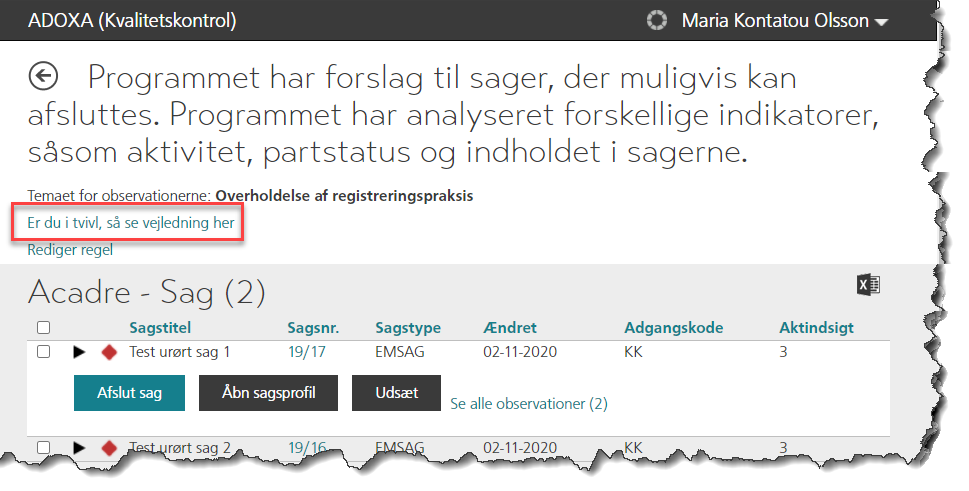 ADOXA (Kvalitetskontrol) Maria Kontatou Olsson
Programmet har forslag til sager, der muligvis kan
afsluttes. Programmet har analyseret forskellige indikatorer,
såsom aktivitet, partstatus og indholdet i sagerne.
Temaet for observationerne: Overholdelse af registreringspraksis
Er du i tvivl, så se vejledning her
Rediger regel
Acadre - Sag (2)
Sagstitel Sagsnr. Sagstype Ændret Adgangskode Aktindsigt
Test urørt sag 1 19/17 EMSAG 02-11-2020 KK 3
Afslut sag Åbn sagsprofil Udsæt Se alle observationer (2)
Test urørt sag 2 19/16 EMSAG 02-11-2020 KK 3